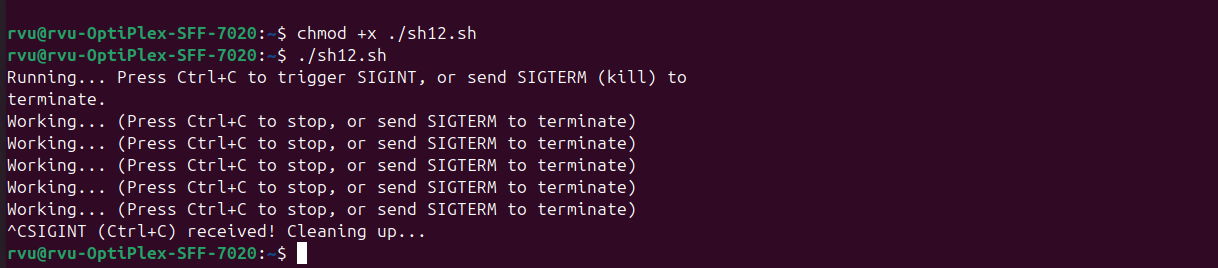 rvu@rvu-OptiPlex-SFF-7020:~$ chmod +x ./sh12.sh
rvu@rvu-OptiPlex-SFF-7020:~$ ./sh12.sh
Running... Press Ctrl+C to trigger SIGINT, or send SIGTERM (kill) to
terminate.
Working... (Press Ctrl+C to stop, or send SIGTERM to terminate)
Working... (Press Ctrl+C to stop, or send SIGTERM to terminate)
Working... (Press Ctrl+C to stop, or send SIGTERM to terminate)
Working... (Press Ctrl+C to stop, or send SIGTERM to terminate)
Working... (Press Ctrl+C to stop, or send SIGTERM to terminate)
^CSIGINT (Ctrl+C) received! Cleaning up...
rvu@rvu-OptiPlex-SFF-7020:~$